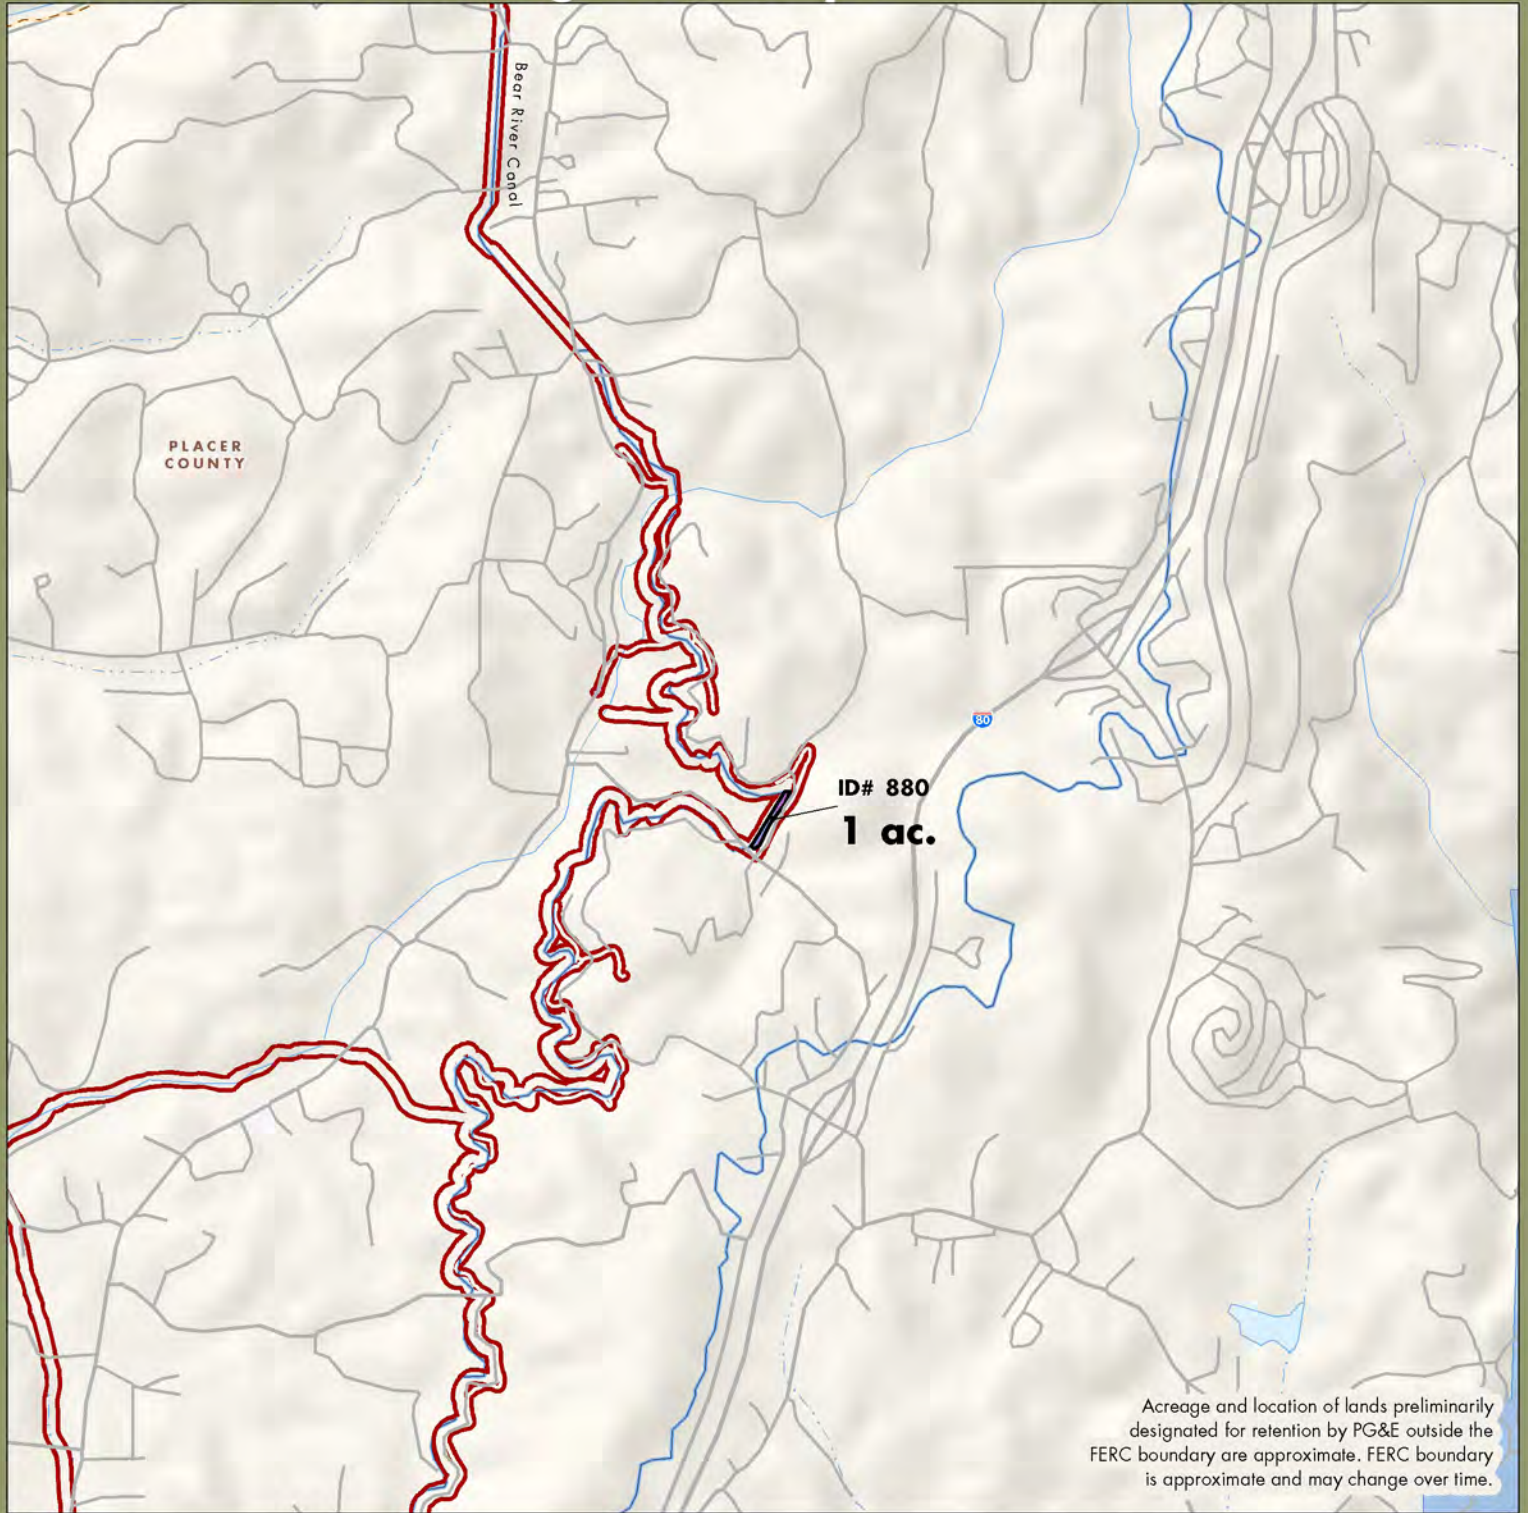 Bear River Canal
PLACER
COUNTY
80
ID# 880
1 ac.
Acreage and location of lands preliminarily
designated for retention by PG&E outside the
FERC boundary are approximate. FERC boundary
is approximate and may change over time.